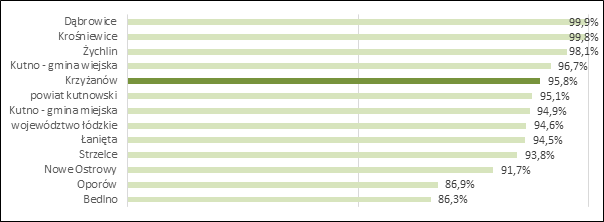 Dąbrowice 99,9%
Krośniewice 99,8%
Żychlin 98,1%
Kutno - gmina wiejska 96,7%
Krzyżanów 95,8%
powiat kutnowski 95,1%
Kutno - gmina miejska 94,9%
województwo łódzkie 94,6%
Łanięta 94,5%
Strzelce 93,8%
Nowe Ostrowy 91,7%
Oporów 86,9%
Bedlno 86,3%